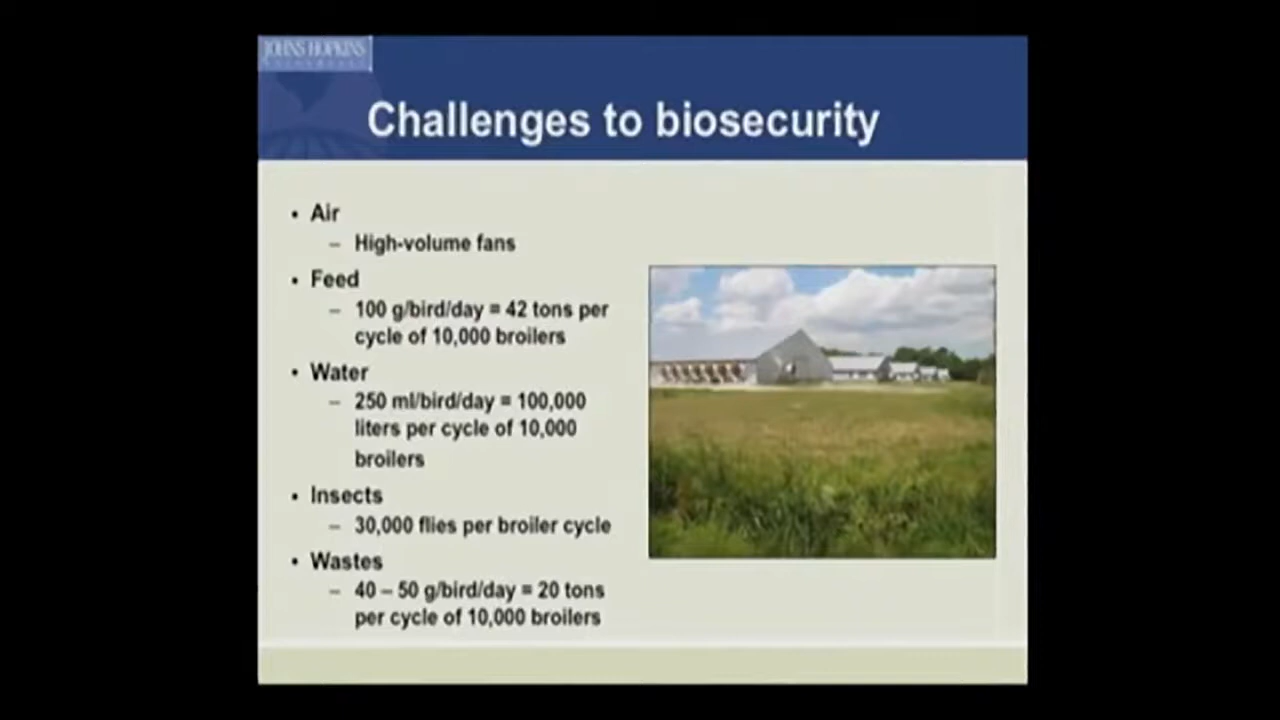 JOHNS HOPKINS
Challenges to biosecurity
• Air
– High-volume fans
• Feed
– 100 g/bird/day = 42 tons per
cycle of 10,000 broilers
• Water
– 250 ml/bird/day = 100,000
liters per cycle of 10,000
broilers
• Insects
– 30,000 flies per broiler cycle
• Wastes
– 40 – 50 g/bird/day = 20 tons
per cycle of 10,000 broilers